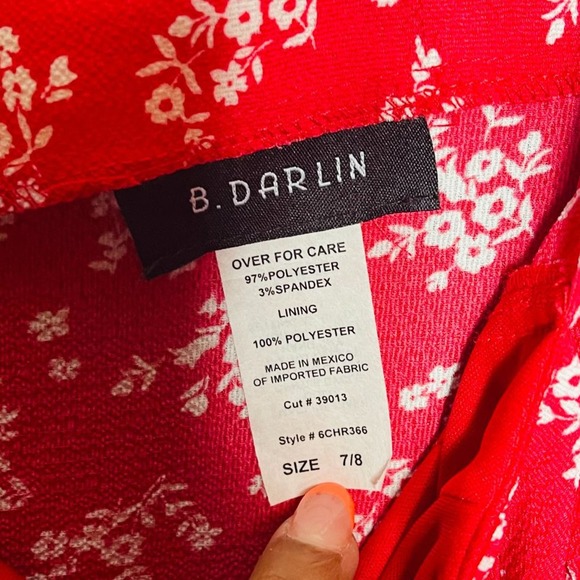 B. DARLIN
OVER FOR CARE
97%POLYESTER
3%SPANDEX
LINING
100% POLYESTER
MADE IN MEXICO
OF IMPORTED FABRIC
Cut # 39013
Style # 6CHR366
SIZE 7/8